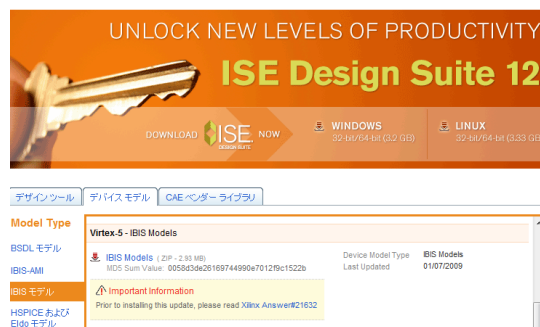 UNLOCK NEW LEVELS OF PRODUCTIVITY
ISE Design Suite 12
DOWNLOAD ISE DESIGN SUITE NOW
WINDOWS
32-bit/64-bit (3.2 GB)
LINUX
32-bit/64-bit (3.33 GB
デザイン ツール デバイス モデル CAE ベンダー ライブラリ
Model Type
BSDL モデル
IBIS-AMI
IBIS モデル
HSPICE および
Eldo モデル
Virtex-5 - IBIS Models
IBIS Models ( ZIP - 2.93 MB)
MD5 Sum Value: 0058d3de26169744990e7012f9c1522b
Device Model Type IBIS Models
Last Updated 01/07/2009
Important Information
Prior to installing this update, please read Xilinx Answer#21632